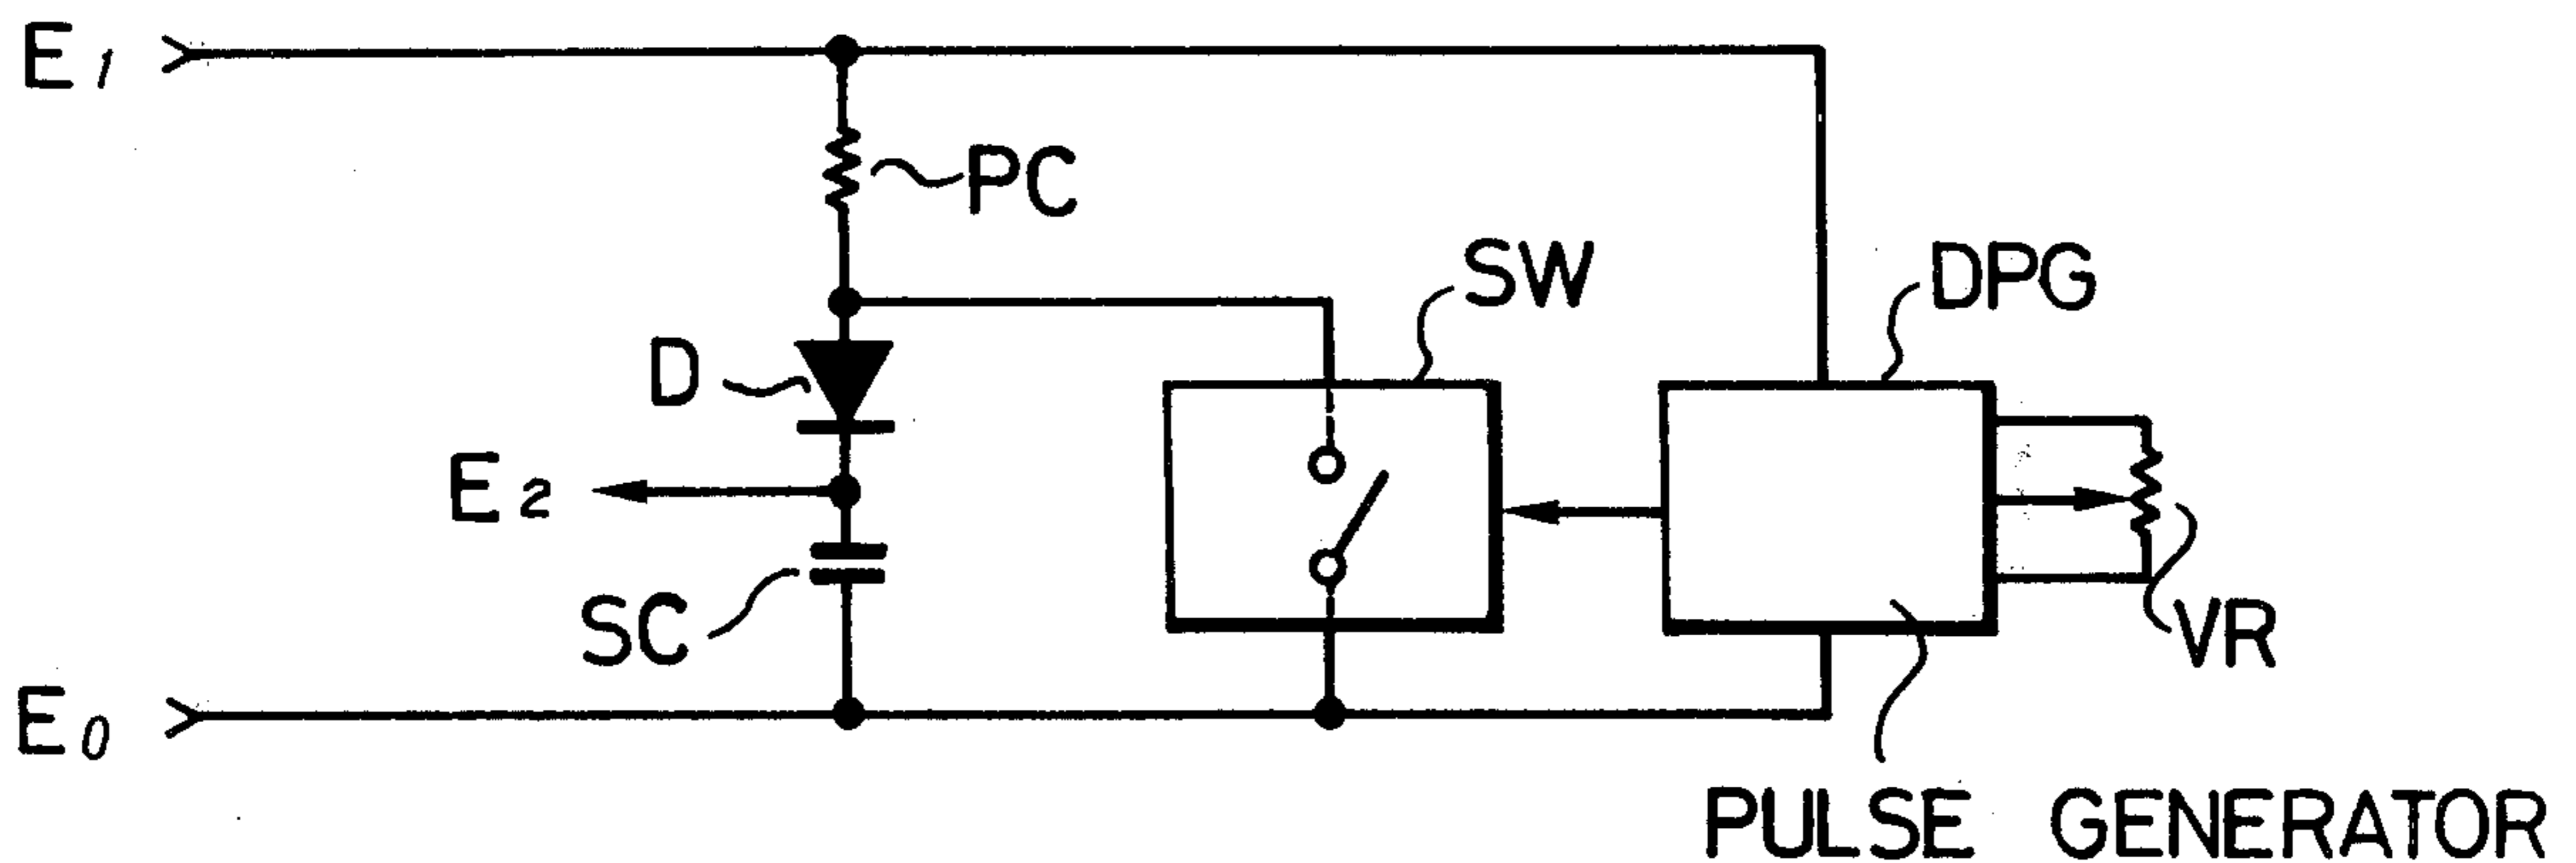 E1
PC
SW
DPG
D
E2
SC
VR
E0
PULSE GENERATOR